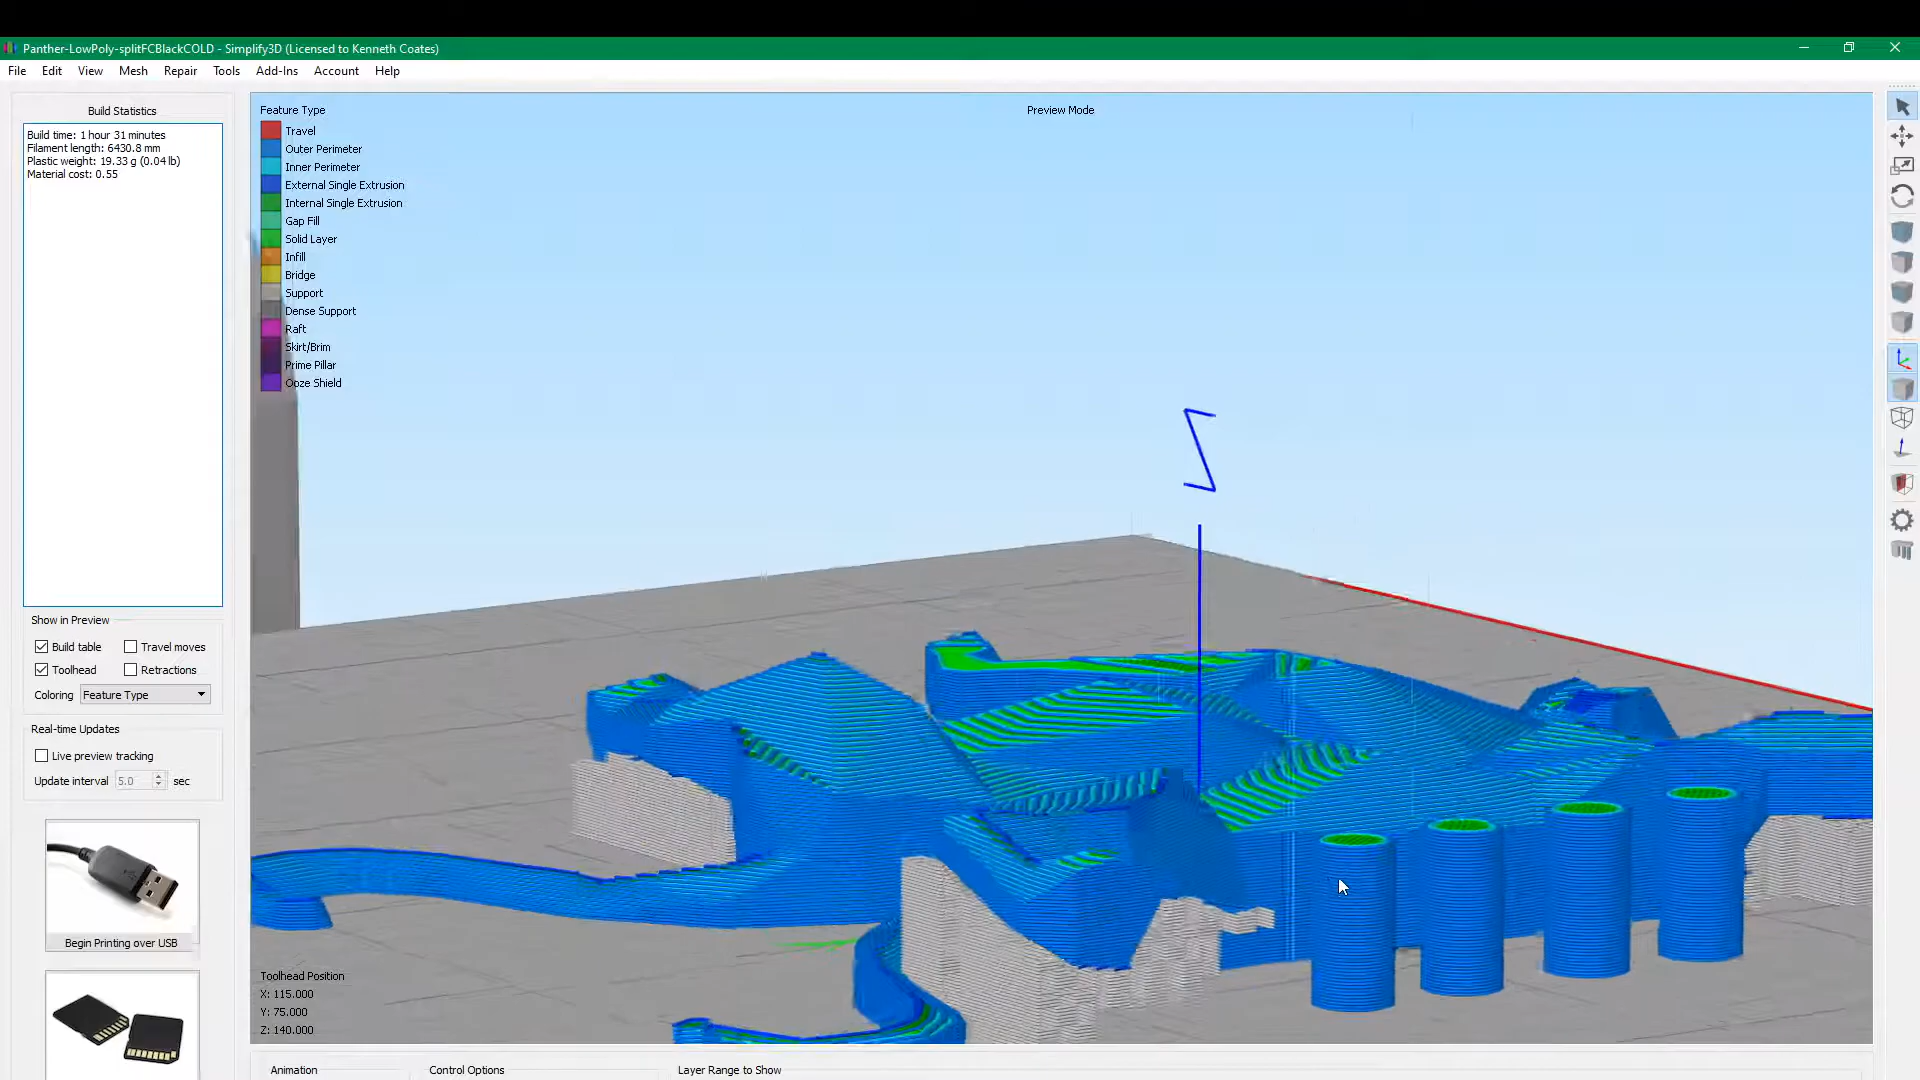 Panther-LowPoly-splitFCBlackCOLD - Simplify3D (Licensed to Kenneth Coates)
File Edit View Mesh Repair Tools Add-Ins Account Help
Build Statistics
Build time: 1 hour 31 minutes
Filament length: 6430.8 mm
Plastic weight: 19.33 g (0.04 lb)
Material cost: 0.55
Feature Type
Travel
Outer Perimeter
Inner Perimeter
External Single Extrusion
Internal Single Extrusion
Gap Fill
Solid Layer
Infill
Bridge
Support
Dense Support
Raft
Skirt/Brim
Prime Pillar
Ooze Shield
Preview Mode
Z
Show in Preview
Build table Travel moves
Toolhead Retractions
Coloring Feature Type
Real-time Updates
Live preview tracking
Update interval 5.0 sec
Begin Printing over USB
Toolhead Position
X: 115.000
Y: 75.000
Z: 140.000
Animation Control Options Layer Range to Show